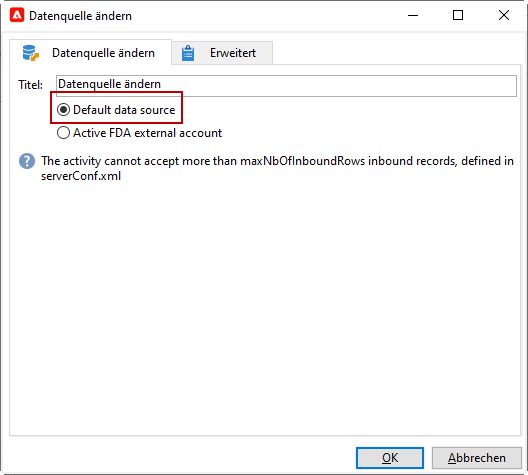 Datenquelle ändern
Datenquelle ändern
Erweitert
Titel: Datenquelle ändern
Default data source
Active FDA external account
The activity cannot accept more than maxNbOfInboundRows inbound records, defined in
serverConf.xml
OK
Abbrechen